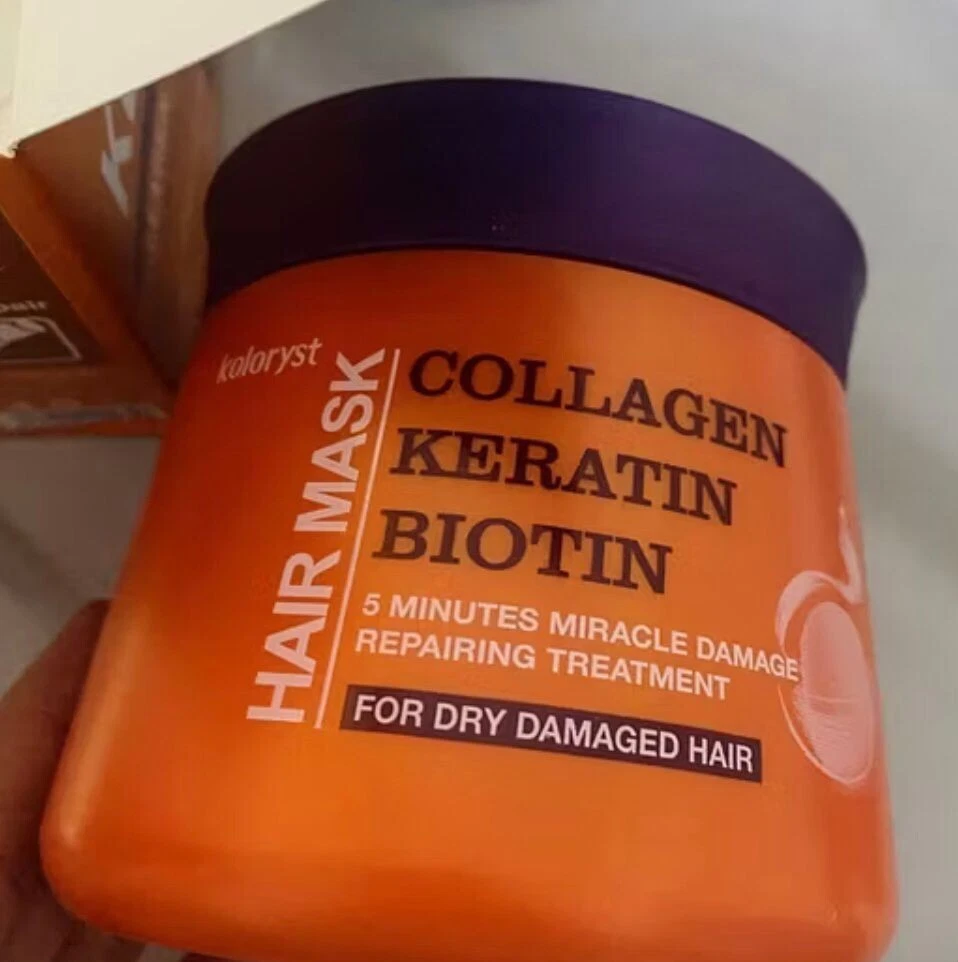 koloryst
HAIR MASK
COLLAGEN
KERATIN
BIOTIN
5 MINUTES MIRACLE DAMAGE
REPAIRING TREATMENT
FOR DRY DAMAGED HAIR